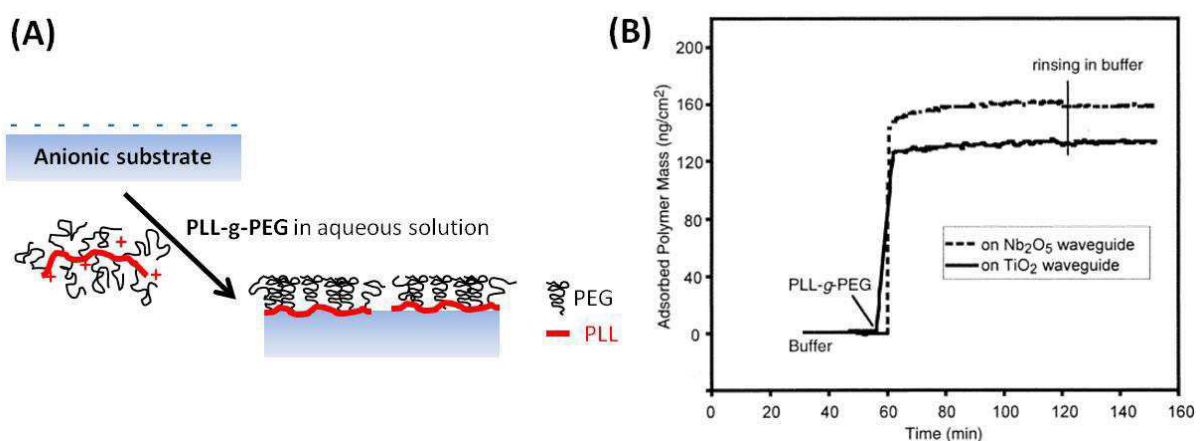 (A)
- - - - - - - - - - - -
Anionic substrate
PLL-g-PEG in aqueous solution
+
+
+
+
PEG
PLL
(B)
Adsorbed Polymer Mass (ng/cm²)
200
160
120
80
40
0
rinsing in buffer
on Nb₂O₅ waveguide
on TiO₂ waveguide
PLL-g-PEG
Buffer
0 20 40 60 80 100 120 140 160
Time (min)